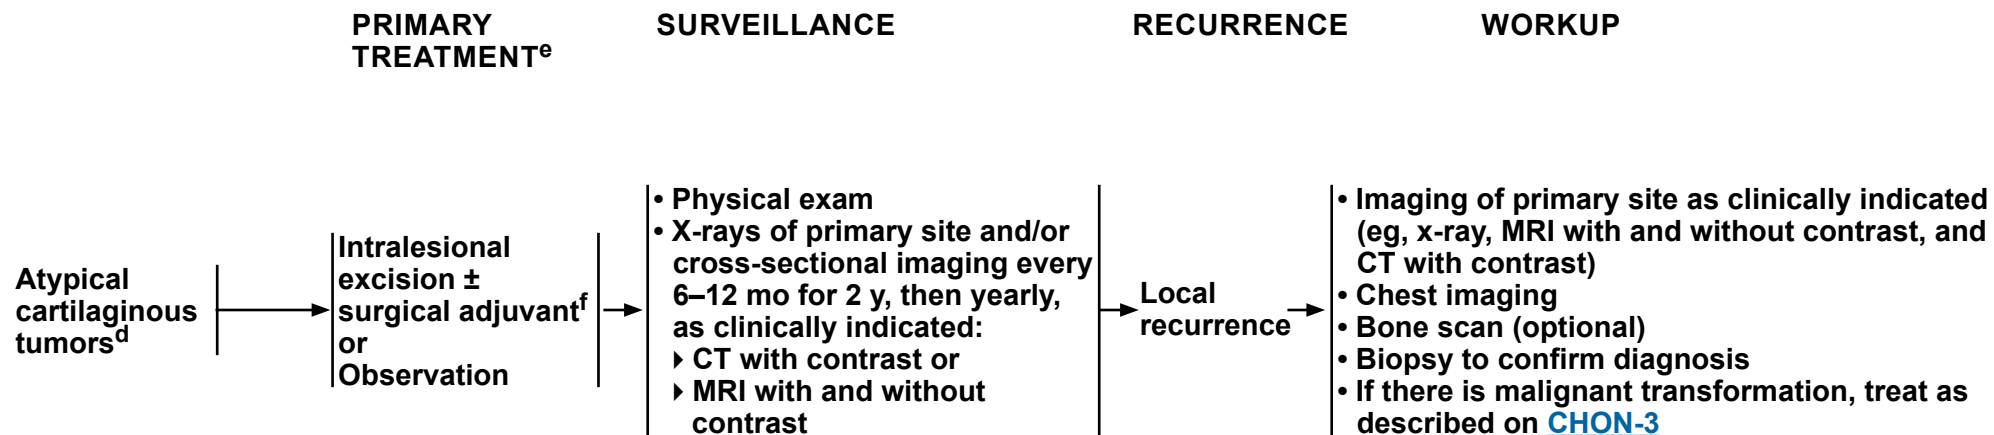 PRIMARY
TREATMENTe
SURVEILLANCE
RECURRENCE
WORKUP
Atypical
cartilaginous
tumorsd
Intralesional
excision ±
surgical adjuvantf
or
Observation
• Physical exam
• X-rays of primary site and/or
cross-sectional imaging every
6–12 mo for 2 y, then yearly,
as clinically indicated:
▸ CT with contrast or
▸ MRI with and without
contrast
Local
recurrence
• Imaging of primary site as clinically indicated
(eg, x-ray, MRI with and without contrast, and
CT with contrast)
• Chest imaging
• Bone scan (optional)
• Biopsy to confirm diagnosis
• If there is malignant transformation, treat as
described on CHON-3